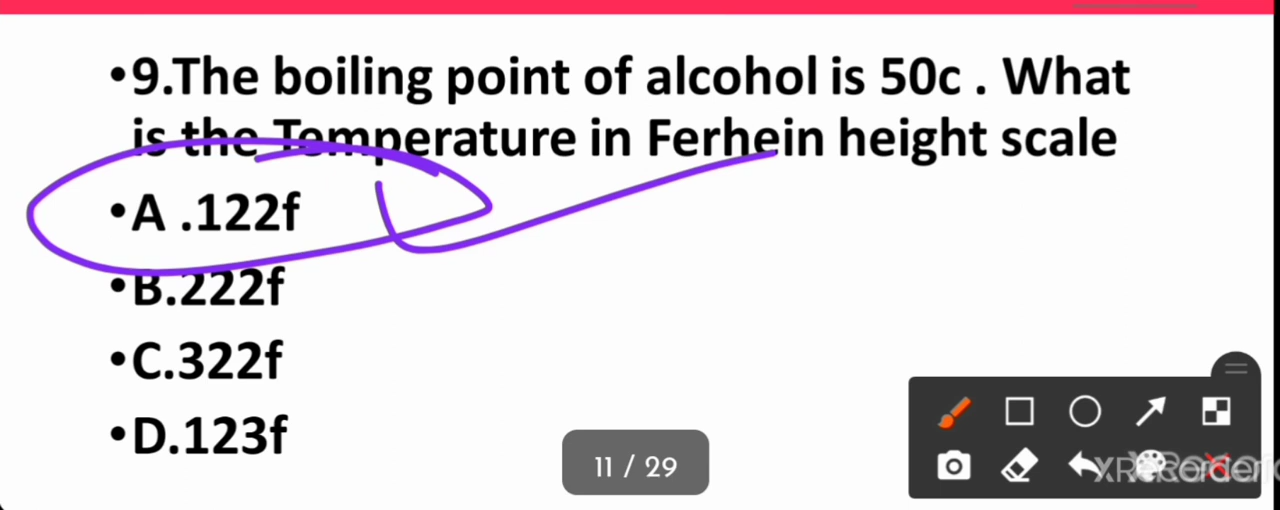 •9.The boiling point of alcohol is 50c . What
is the Temperature in Ferhein height scale
•A .122f
•B.222f
•C.322f
•D.123f
11 / 29